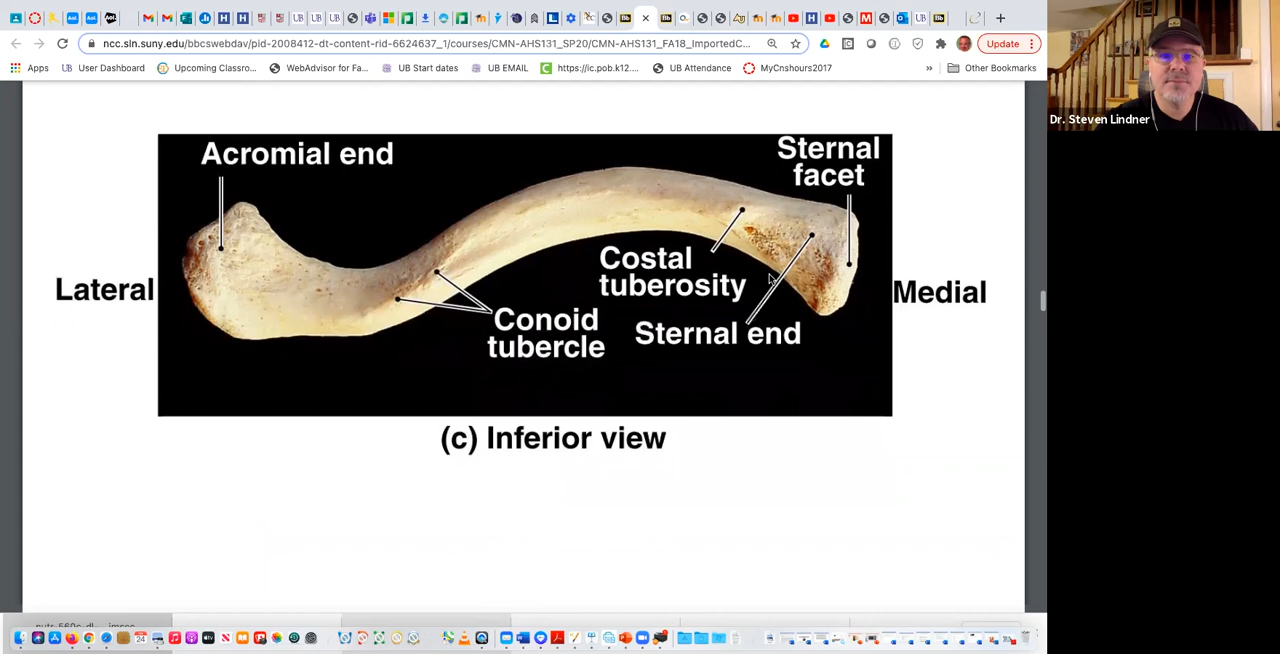 Update
ncc.sln.suny.edu/bbcswebdav/pid-2008412-dt-content-rid-6624637_1/courses/CMN-AHS131_SP20/CMN-AHS131_FA18_ImportedC...
Apps
User Dashboard
Upcoming Classro...
WebAdvisor for Fa...
UB Start dates
UB EMAIL
https://ic.pob.k12....
UB Attendance
MyCnshours2017
»
Other Bookmarks
Dr. Steven Lindner
Acromial end
Sternal
facet
Costal
tuberosity
Lateral
Medial
Conoid
tubercle
Sternal end
(c) Inferior view